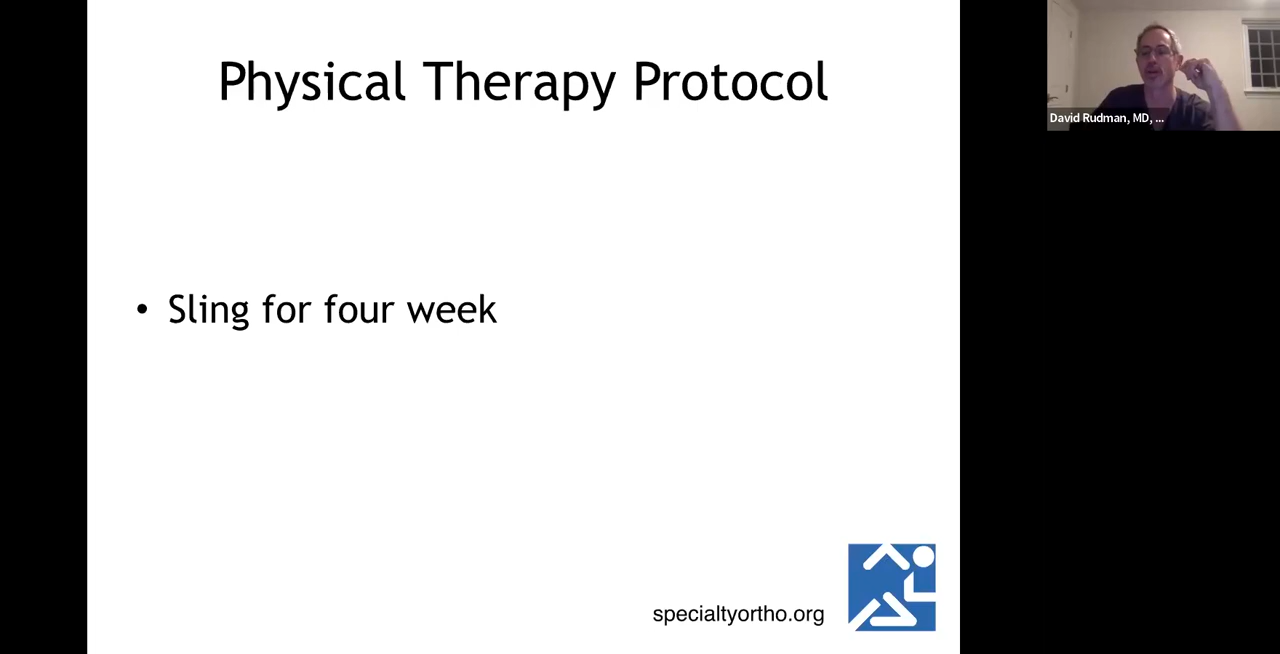 Physical Therapy Protocol
David Rudman, MD, ...
• Sling for four week
specialtyortho.org